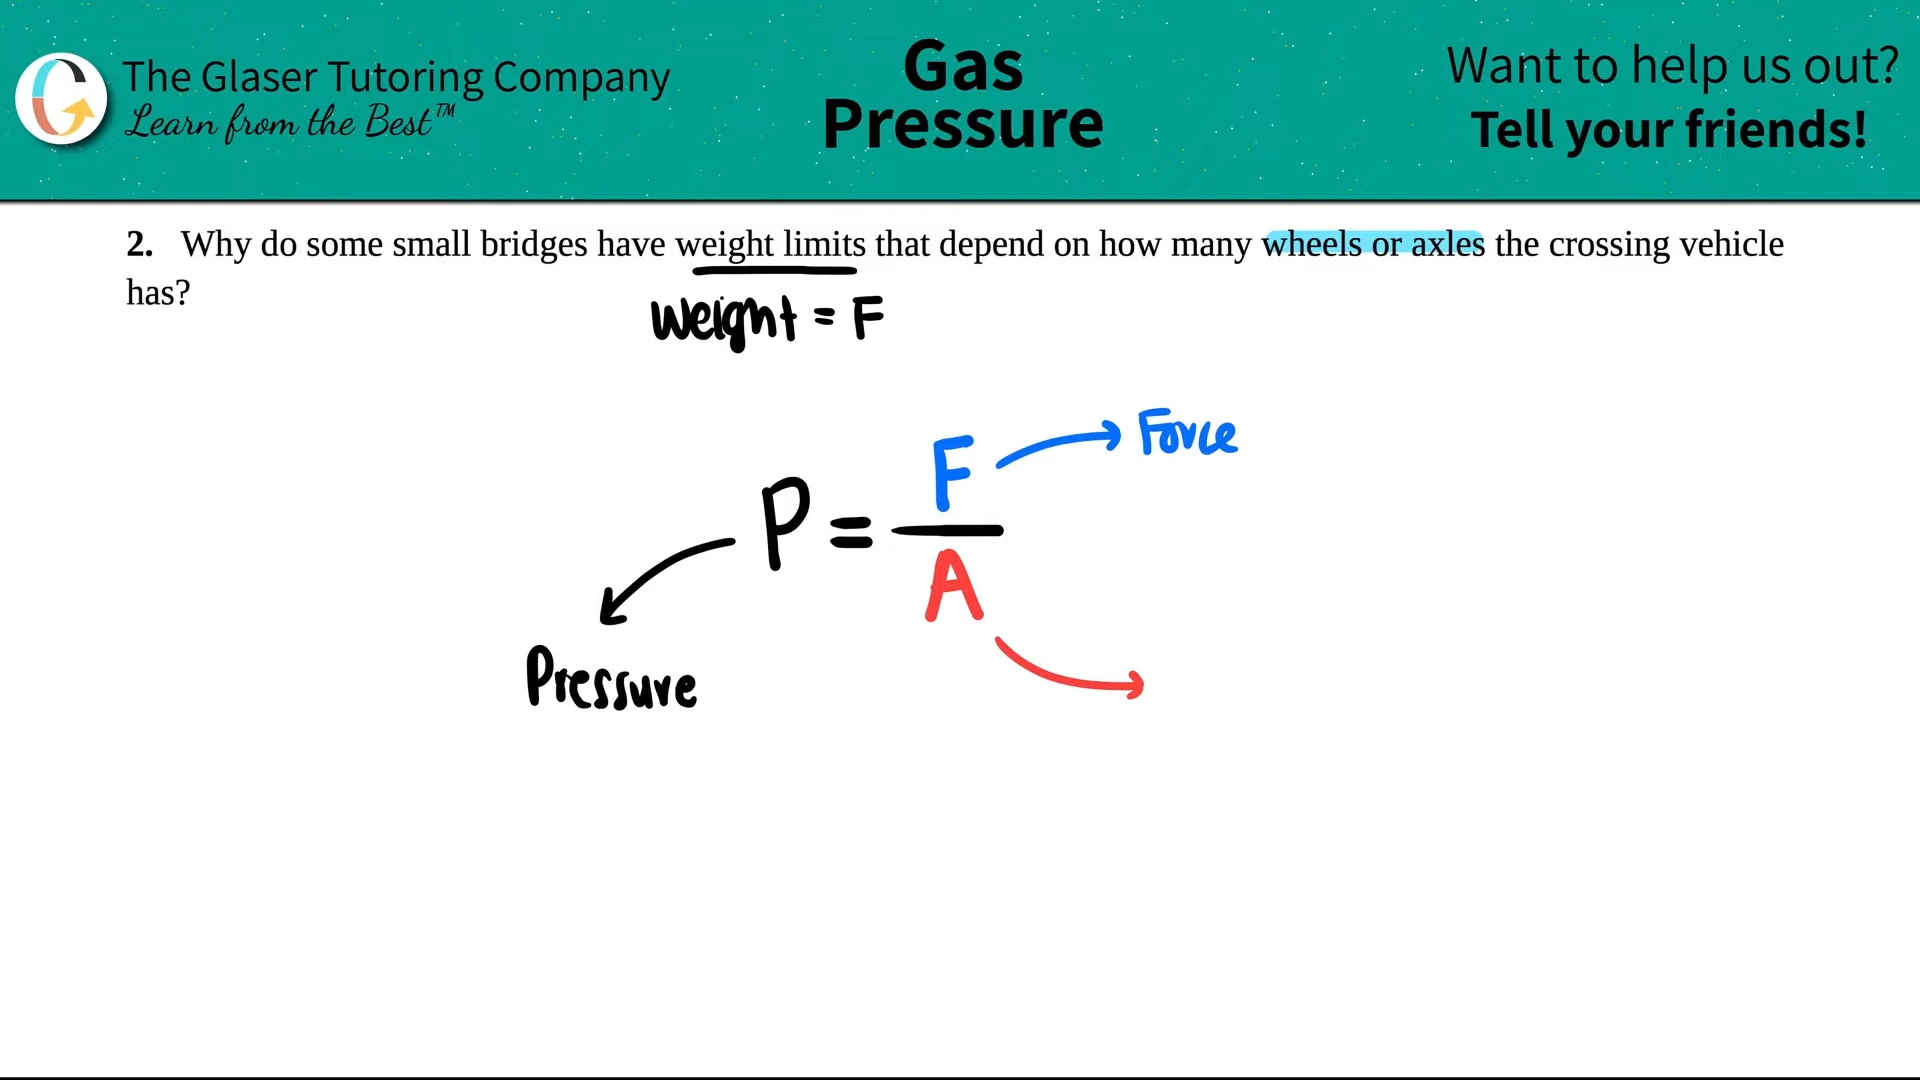 The Glaser Tutoring Company
Learn from the Best™
Gas
Pressure
Want to help us out?
Tell your friends!
2. Why do some small bridges have weight limits that depend on how many wheels or axles the crossing vehicle
has?
Weight = F
F
Force
P =
A
Pressure